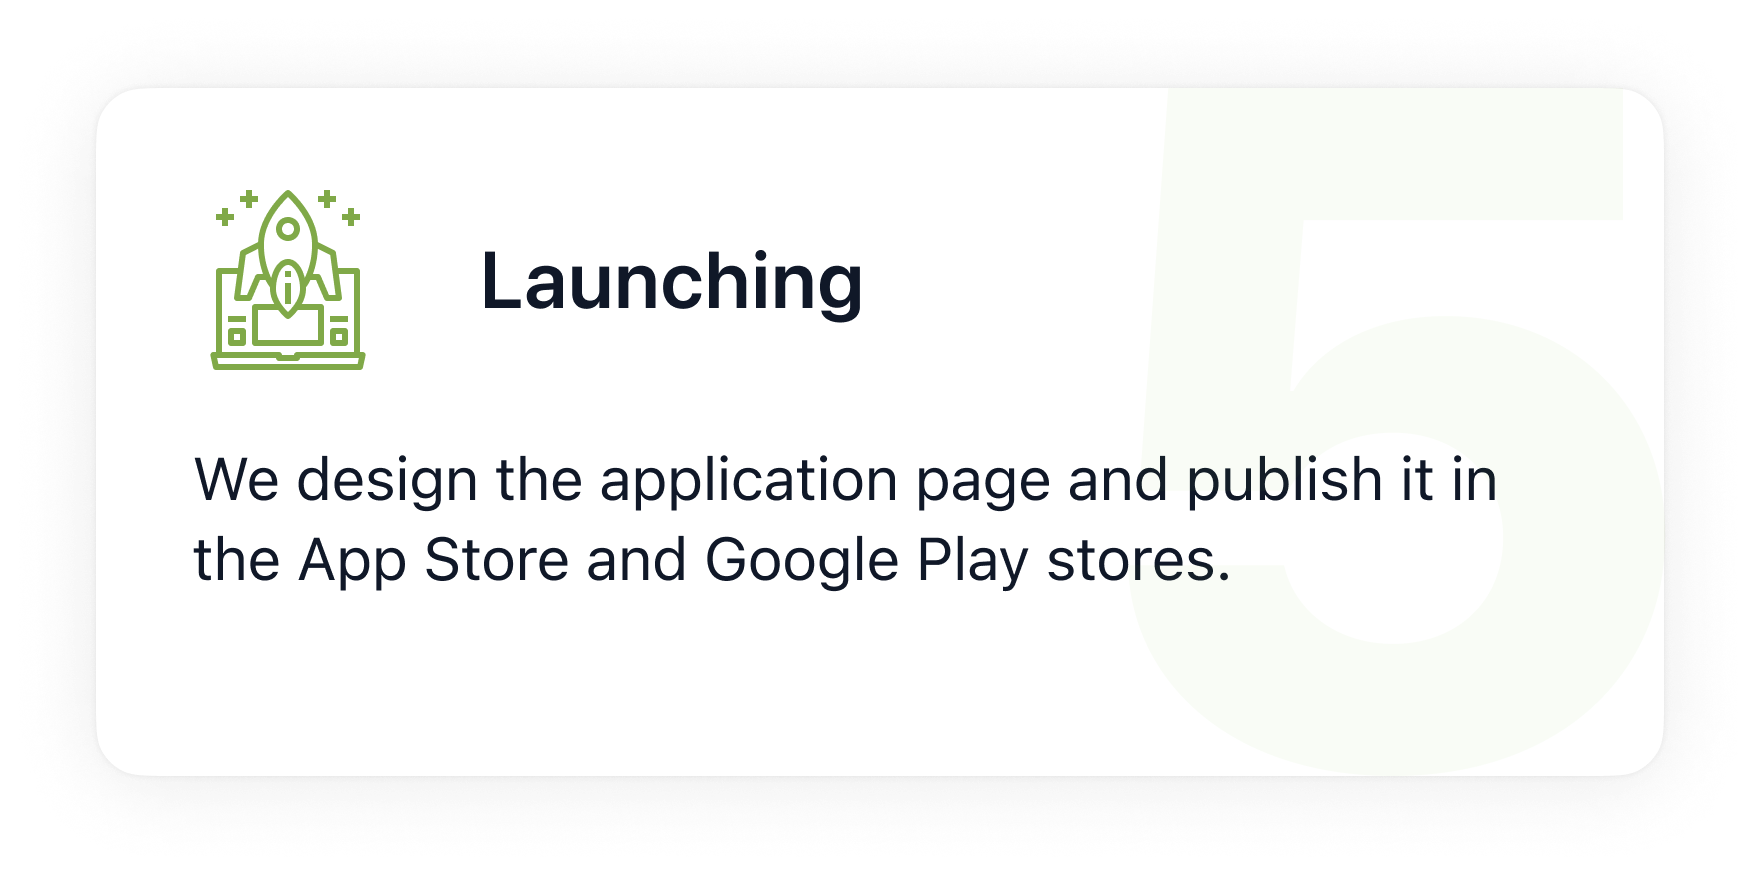 5
Launching
We design the application page and publish it in
the App Store and Google Play stores.